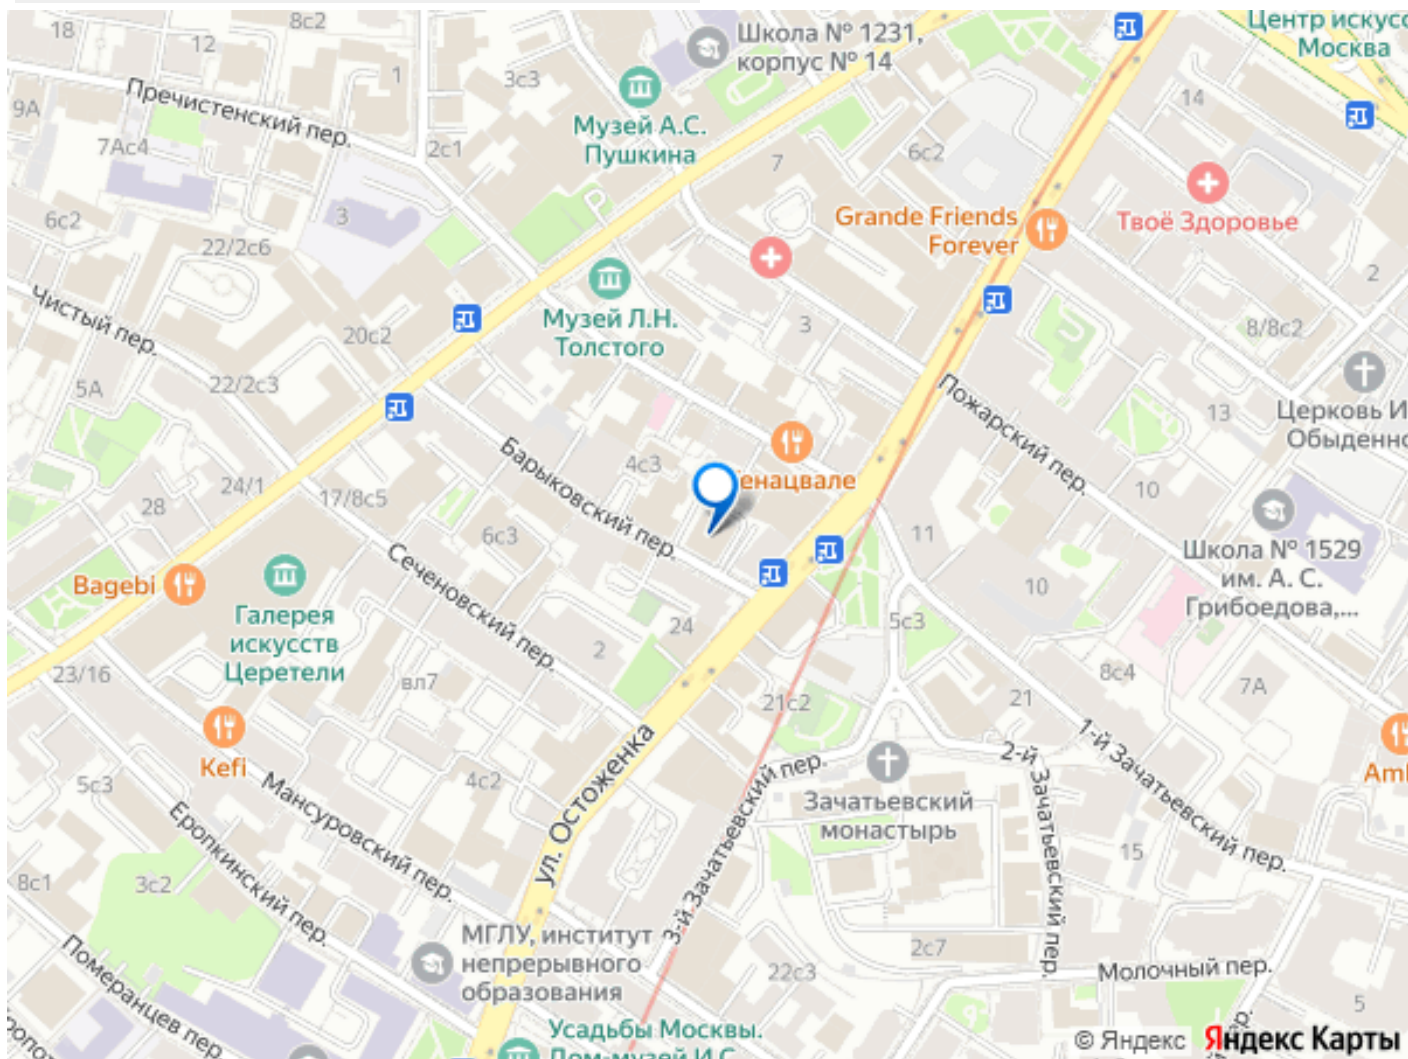 8с2
18
12
Школа № 1231,
корпус № 14
Центр искусс
Москва
1
3с3
9А
Пречистенский пер.
Музей А.С.
Пушкина
14
7Ас4
2с1
7
6с2
Grande Friends
Forever
Твоё Здоровье
6с2
3
22/2с6
P
2
Чистый пер.
Музей Л.Н.
Толстого
3
8/8с2
20с2
5А
22/2с3
Пожарский пер.
13
Церковь И
Обыденно
Барыковский пер.
4с3
енацвале
24/1
17/8с5
28
10
11
6с3
Школа № 1529
им. А. С.
Грибоедова,...
Сеченовский пер.
Bagebi
Галерея
искусств
Церетели
10
5с3
24
2
8с4
7А
23/16
вл7
21с2
21
Kefi
ул. Остоженка
1-й Зачатьевский пер.
2-й Зачатьевский пер.
3-й Зачатьевский пер.
Зачатьевский
монастырь
Aml
5с3
4с2
Мансуровский пер.
Еропкинский пер.
15
8с1
3с2
МГЛУ, институт
непрерывного
образования
2с7
22с3
Молочный пер.
Померанцев пер.
5
Усадьбы Москвы.
Дом-музей И.С.
© Яндекс Яндекс Карты